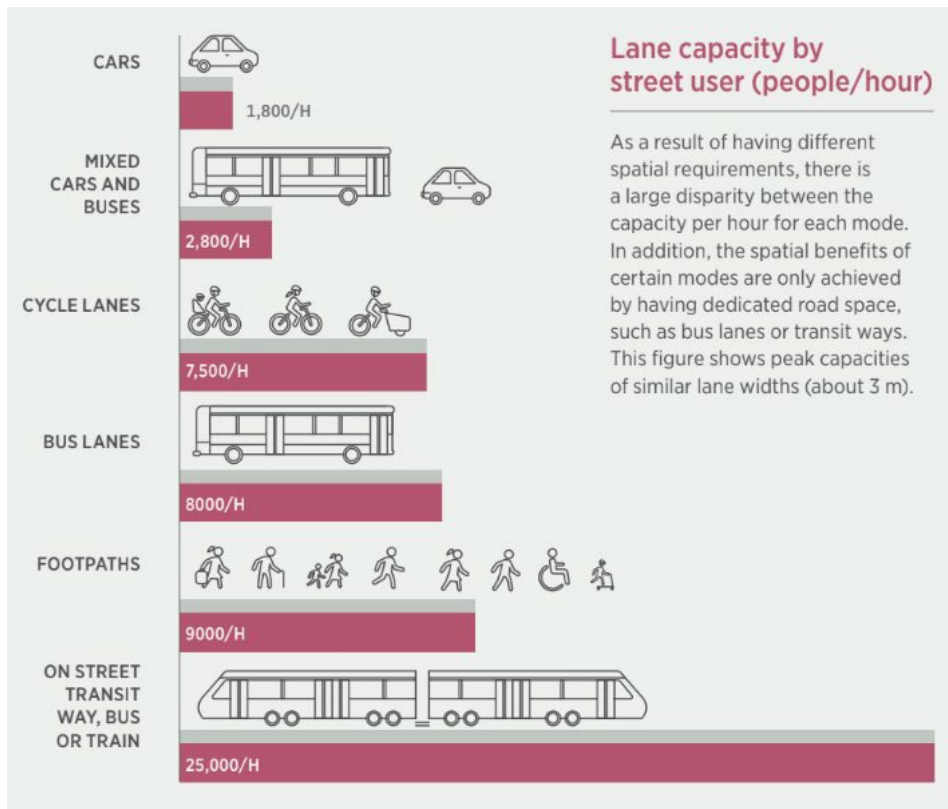 Lane capacity by
street user (people/hour)
As a result of having different
spatial requirements, there is
a large disparity between the
capacity per hour for each mode.
In addition, the spatial benefits of
certain modes are only achieved
by having dedicated road space,
such as bus lanes or transit ways.
This figure shows peak capacities
of similar lane widths (about 3 m).
CARS
1,800/H
MIXED
CARS AND
BUSES
2,800/H
CYCLE LANES
7,500/H
BUS LANES
8000/H
FOOTPATHS
9000/H
ON STREET
TRANSIT
WAY, BUS
OR TRAIN
25,000/H